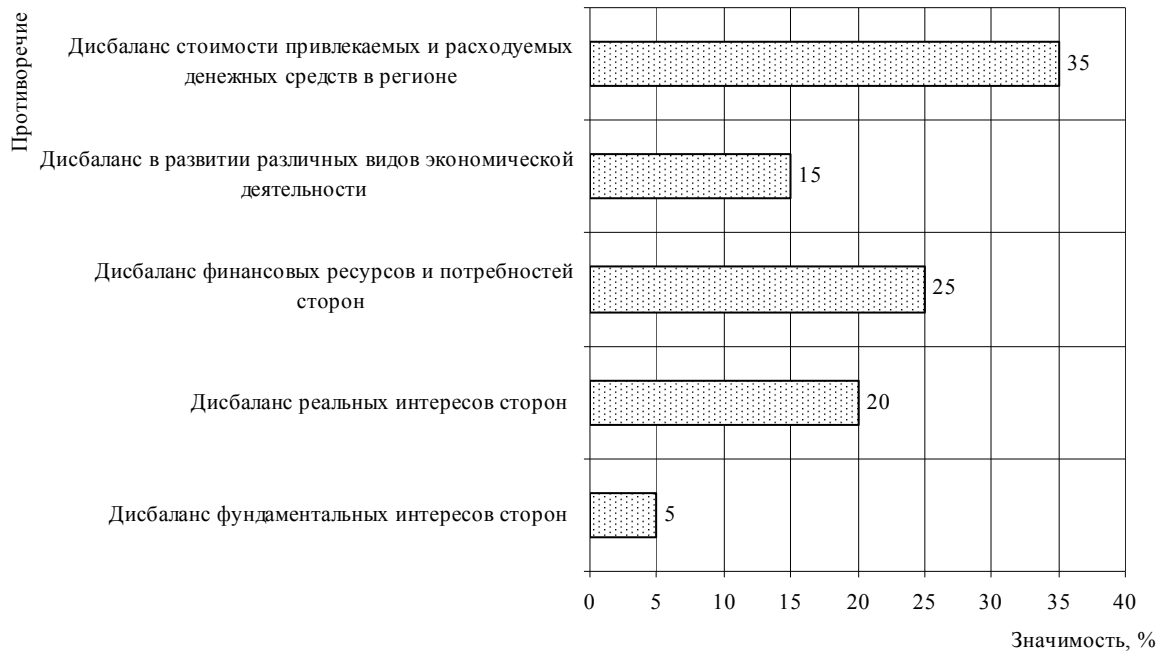 Противоречие
Дисбаланс стоимости привлекаемых и расходуемых
денежных средств в регионе
35
Дисбаланс в развитии различных видов экономической
деятельности
15
Дисбаланс финансовых ресурсов и потребностей
сторон
25
Дисбаланс реальных интересов сторон
20
Дисбаланс фундаментальных интересов сторон
5
0 5 10 15 20 25 30 35 40
Значимость, %